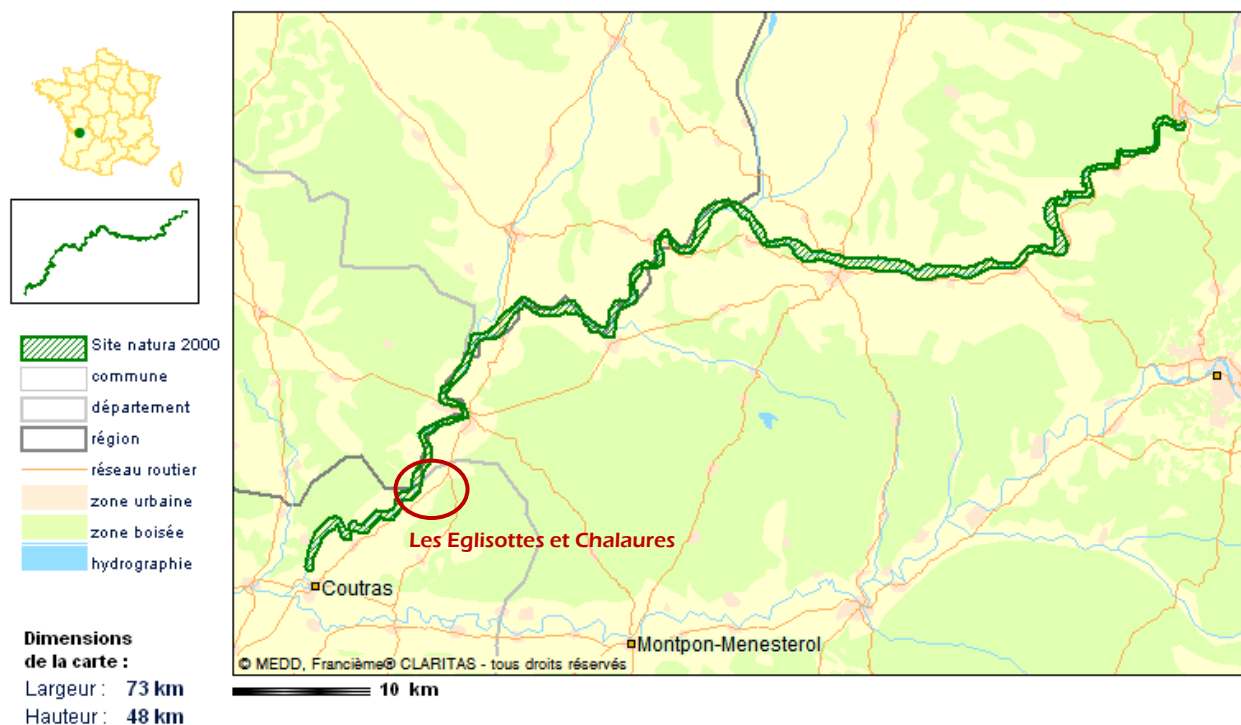 Site natura 2000
commune
département
région
réseau routier
zone urbaine
zone boisée
hydrographie
Dimensions
de la carte :
Largeur : 73 km
Hauteur : 48 km
Les Eglisottes et Chalaures
Coutras
Montpon-Menesterol
© MEDD, Francième® CLARITAS - tous droits réservés
10 km